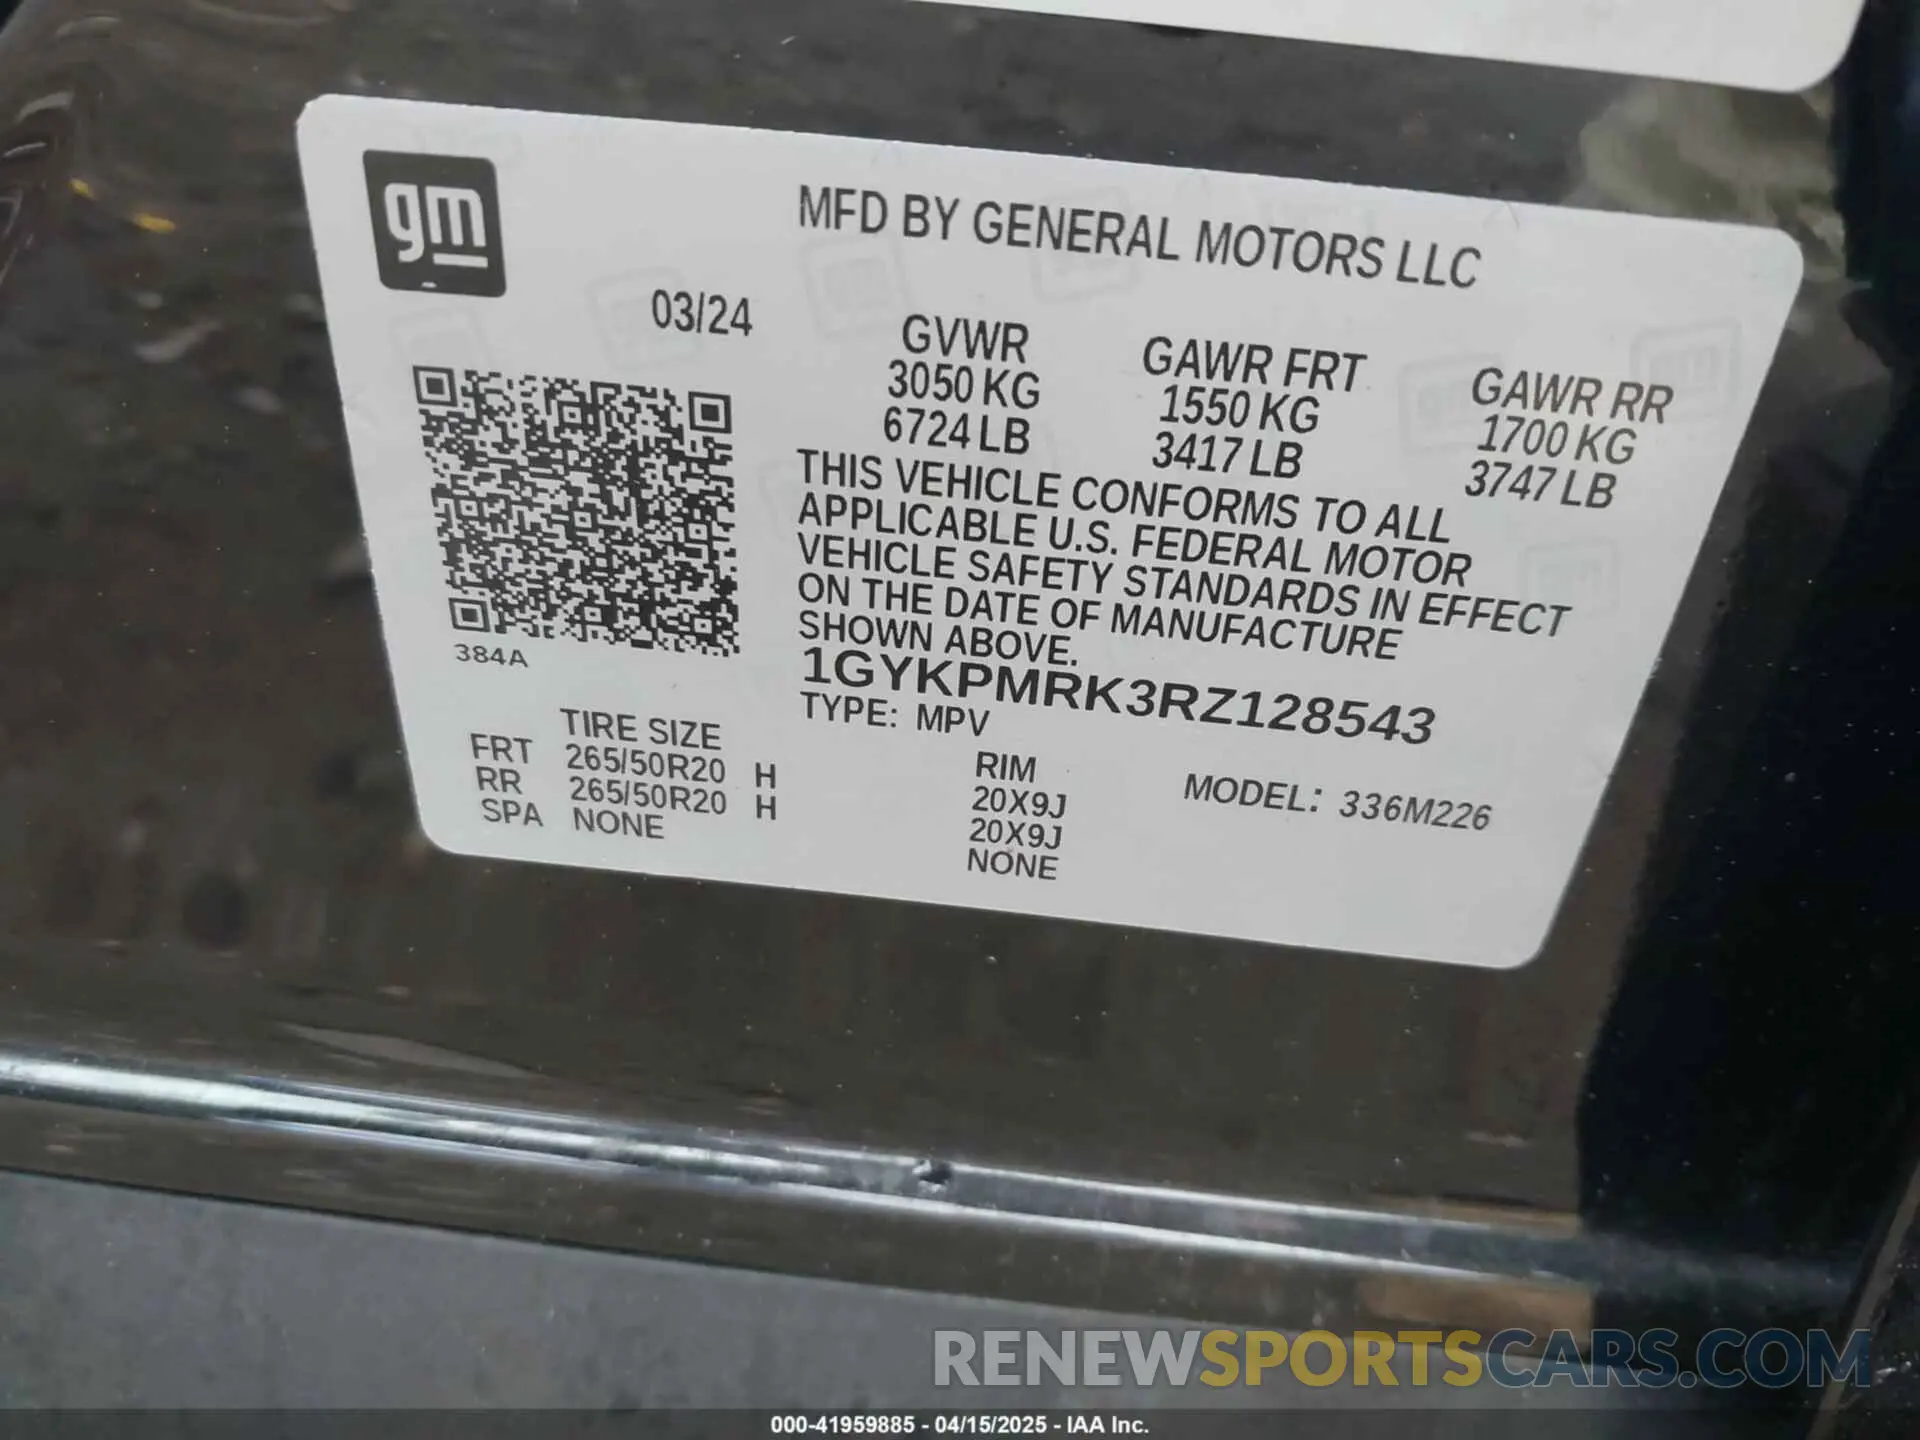 gm
MFD BY GENERAL MOTORS LLC
03/24
GVWR GAWR FRT GAWR RR
3050 KG 1550 KG 1700 KG
6724 LB 3417 LB 3747 LB
THIS VEHICLE CONFORMS TO ALL
APPLICABLE U.S. FEDERAL MOTOR
VEHICLE SAFETY STANDARDS IN EFFECT
ON THE DATE OF MANUFACTURE
SHOWN ABOVE.
384A
1GYKPMRK3RZ128543
TYPE: MPV
TIRE SIZE RIM MODEL: 336M226
FRT 265/50R20 H 20X9J
RR 265/50R20 H 20X9J
SPA NONE NONE
RENEWSPORTSCARS.COM
000-41959885 - 04/15/2025 - IAA Inc.